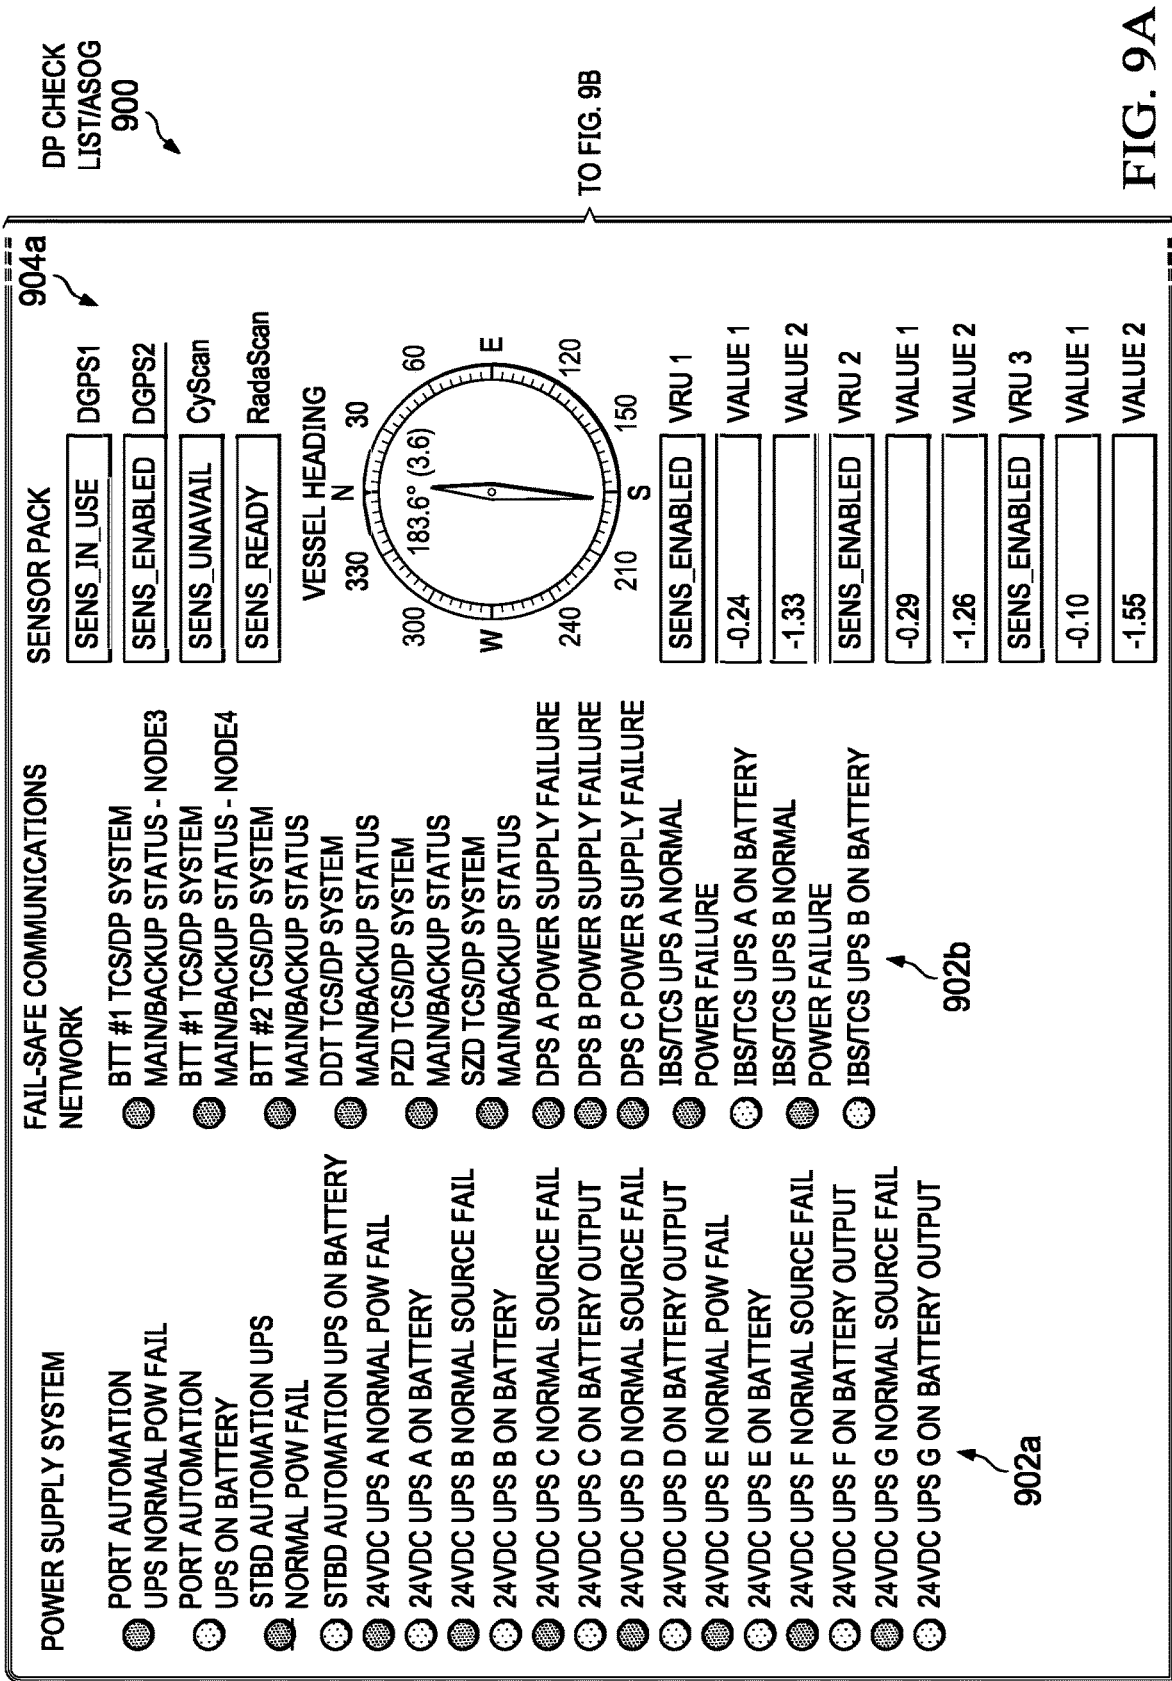 DP CHECK
LIST/ASOG
900
POWER SUPPLY SYSTEM
PORT AUTOMATION
UPS NORMAL POW FAIL
PORT AUTOMATION
UPS ON BATTERY
STBD AUTOMATION UPS
NORMAL POW FAIL
STBD AUTOMATION UPS ON BATTERY
24VDC UPS A NORMAL POW FAIL
24VDC UPS A ON BATTERY
24VDC UPS B NORMAL SOURCE FAIL
24VDC UPS B ON BATTERY
24VDC UPS C NORMAL SOURCE FAIL
24VDC UPS C ON BATTERY OUTPUT
24VDC UPS D NORMAL SOURCE FAIL
24VDC UPS D ON BATTERY OUTPUT
24VDC UPS E NORMAL POW FAIL
24VDC UPS E ON BATTERY
24VDC UPS F NORMAL SOURCE FAIL
24VDC UPS F ON BATTERY OUTPUT
24VDC UPS G NORMAL SOURCE FAIL
24VDC UPS G ON BATTERY OUTPUT
902a
FAIL-SAFE COMMUNICATIONS
NETWORK
BTT #1 TCS/DP SYSTEM
MAIN/BACKUP STATUS - NODE3
BTT #1 TCS/DP SYSTEM
MAIN/BACKUP STATUS - NODE4
BTT #2 TCS/DP SYSTEM
MAIN/BACKUP STATUS
DDT TCS/DP SYSTEM
MAIN/BACKUP STATUS
PZD TCS/DP SYSTEM
MAIN/BACKUP STATUS
SZD TCS/DP SYSTEM
MAIN/BACKUP STATUS
DPS A POWER SUPPLY FAILURE
DPS B POWER SUPPLY FAILURE
DPS C POWER SUPPLY FAILURE
IBS/TCS UPS A NORMAL
POWER FAILURE
IBS/TCS UPS A ON BATTERY
IBS/TCS UPS B NORMAL
POWER FAILURE
IBS/TCS UPS B ON BATTERY
902b
SENSOR PACK
904a
SENS_IN_USE DGPS1
SENS_ENABLED DGPS2
SENS_UNAVAIL CyScan
SENS_READY RadaScan
VESSEL HEADING
330 N 30
300 60
183.6° (3.6)
W E
240 120
210 S 150
SENS_ENABLED VRU 1
-0.24 VALUE 1
-1.33 VALUE 2
SENS_ENABLED VRU 2
-0.29 VALUE 1
-1.26 VALUE 2
SENS_ENABLED VRU 3
-0.10 VALUE 1
-1.55 VALUE 2
TO FIG. 9B
FIG. 9A